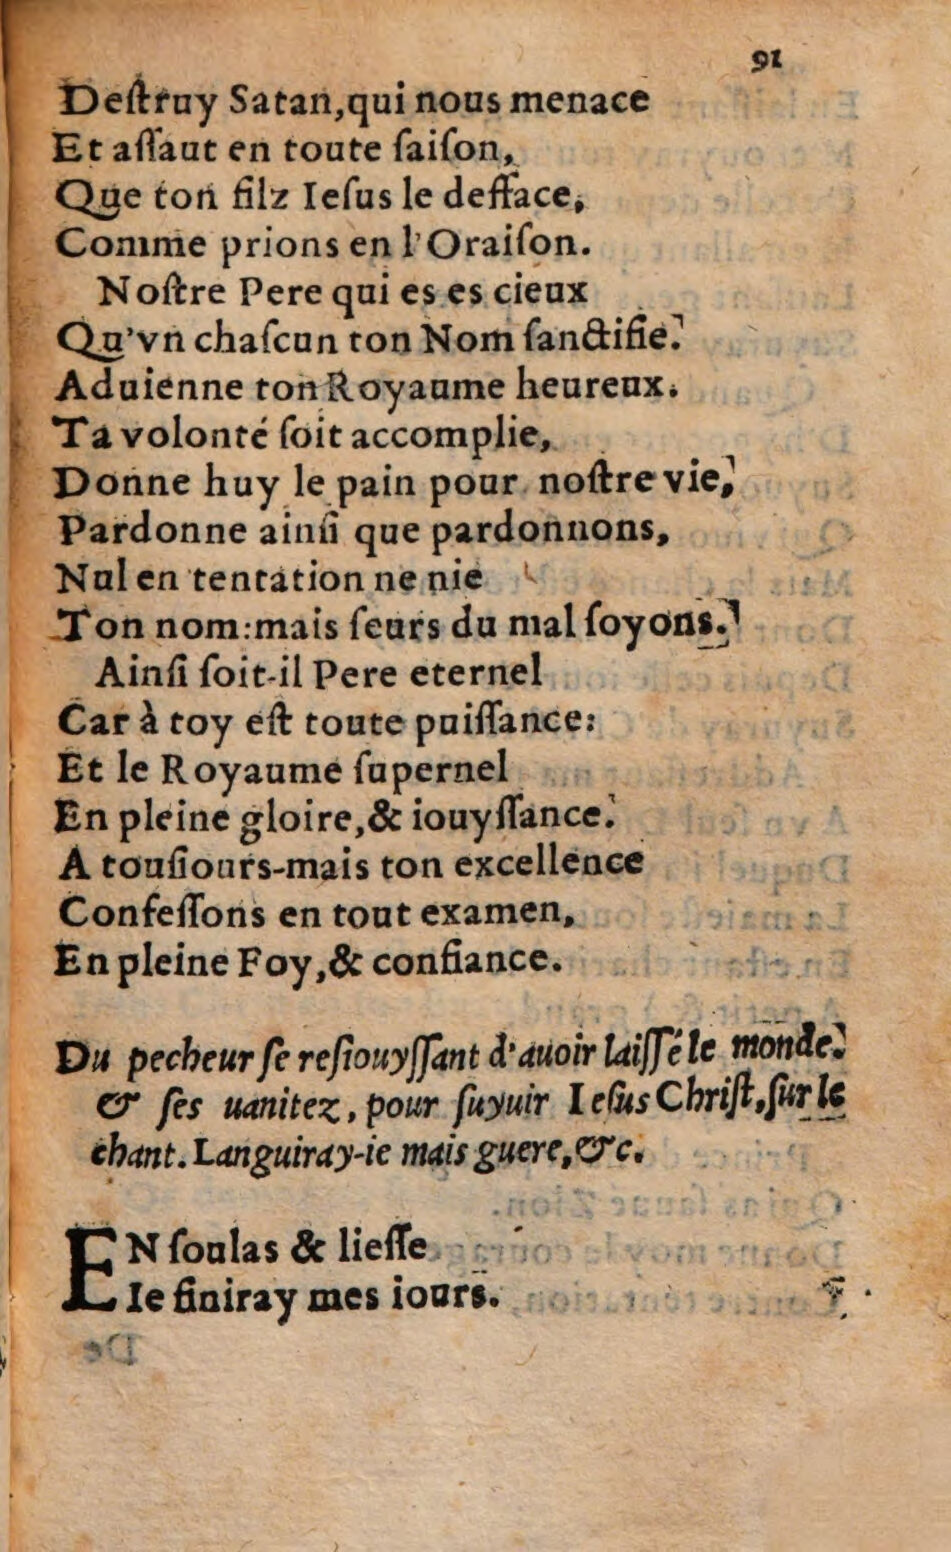 91
Deſtruy Satan,qui nous menace
Et aſſaut en toute ſaiſon,
Que ton filz Ieſus le defface,
Comme prions en l'Oraiſon.
Noſtre Pere qui es es cieux
Qu'vn chaſcun ton Nom ſanctifie.
Aduienne ton Royaume heureux.
Ta volonté ſoit accomplie,
Donne huy le pain pour noſtre vie,
Pardonne ainſi que pardonnons,
Nul en tentation ne nie
Ton nom:mais ſeurs du mal ſoyons.
Ainſi ſoit-il Pere eternel
Car à toy eſt toute puiſſance:
Et le Royaume ſupernel
En pleine gloire,& iouyſſance.
A touſiours-mais ton excellence
Confeſſons en tout examen,
En pleine Foy,& confiance.
Du pecheur ſe reſiouyſſant d'auoir laiſſé le monde.
& ſes uanitez, pour ſuyuir Ieſus Chriſt, ſur le
chant. Languiray-ie mais guere,&c.
EN ſoulas & lieſſe
Ie finiray mes iours.